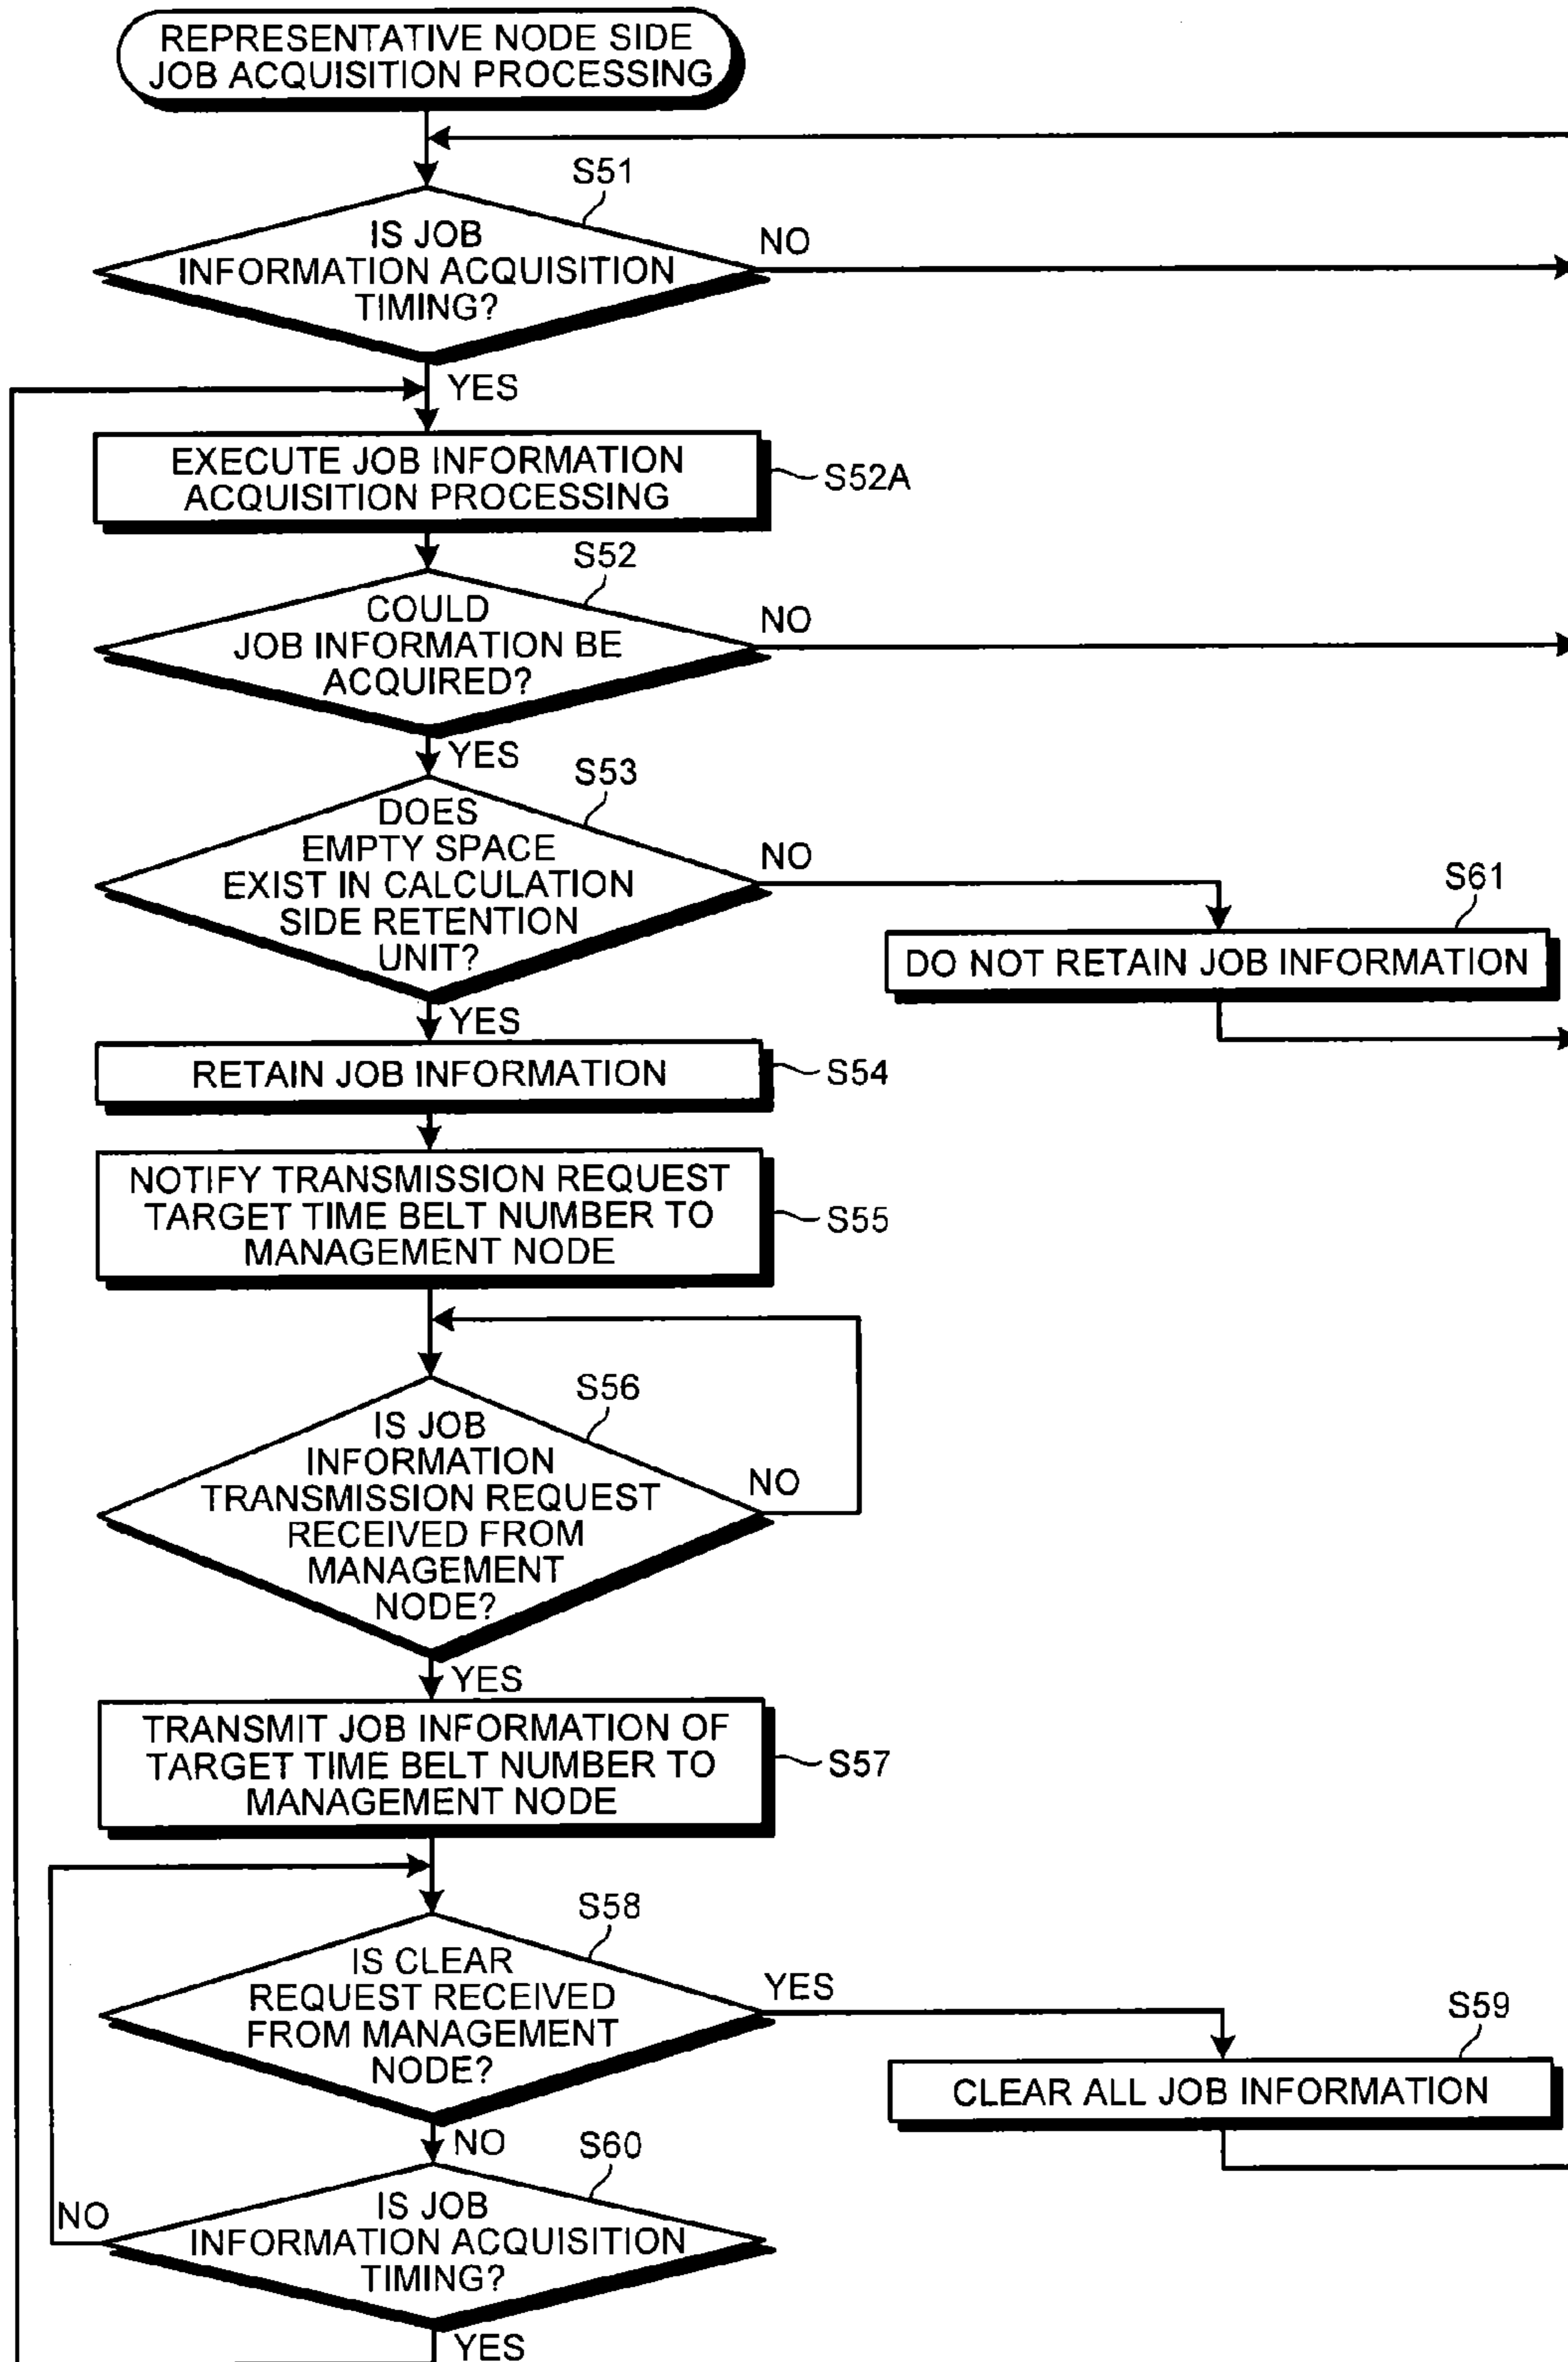 REPRESENTATIVE NODE SIDE
JOB ACQUISITION PROCESSING
S51
IS JOB
INFORMATION ACQUISITION
TIMING?
NO
YES
EXECUTE JOB INFORMATION
ACQUISITION PROCESSING
S52A
S52
COULD
JOB INFORMATION BE
ACQUIRED?
NO
YES
S53
DOES
EMPTY SPACE
EXIST IN CALCULATION
SIDE RETENTION
UNIT?
NO
S61
DO NOT RETAIN JOB INFORMATION
YES
RETAIN JOB INFORMATION
S54
NOTIFY TRANSMISSION REQUEST
TARGET TIME BELT NUMBER TO
MANAGEMENT NODE
S55
S56
IS JOB
INFORMATION
TRANSMISSION REQUEST
RECEIVED FROM
MANAGEMENT
NODE?
NO
YES
TRANSMIT JOB INFORMATION OF
TARGET TIME BELT NUMBER TO
MANAGEMENT NODE
S57
S58
IS CLEAR
REQUEST RECEIVED
FROM MANAGEMENT
NODE?
YES
S59
CLEAR ALL JOB INFORMATION
NO
S60
IS JOB
INFORMATION ACQUISITION
TIMING?
NO
YES